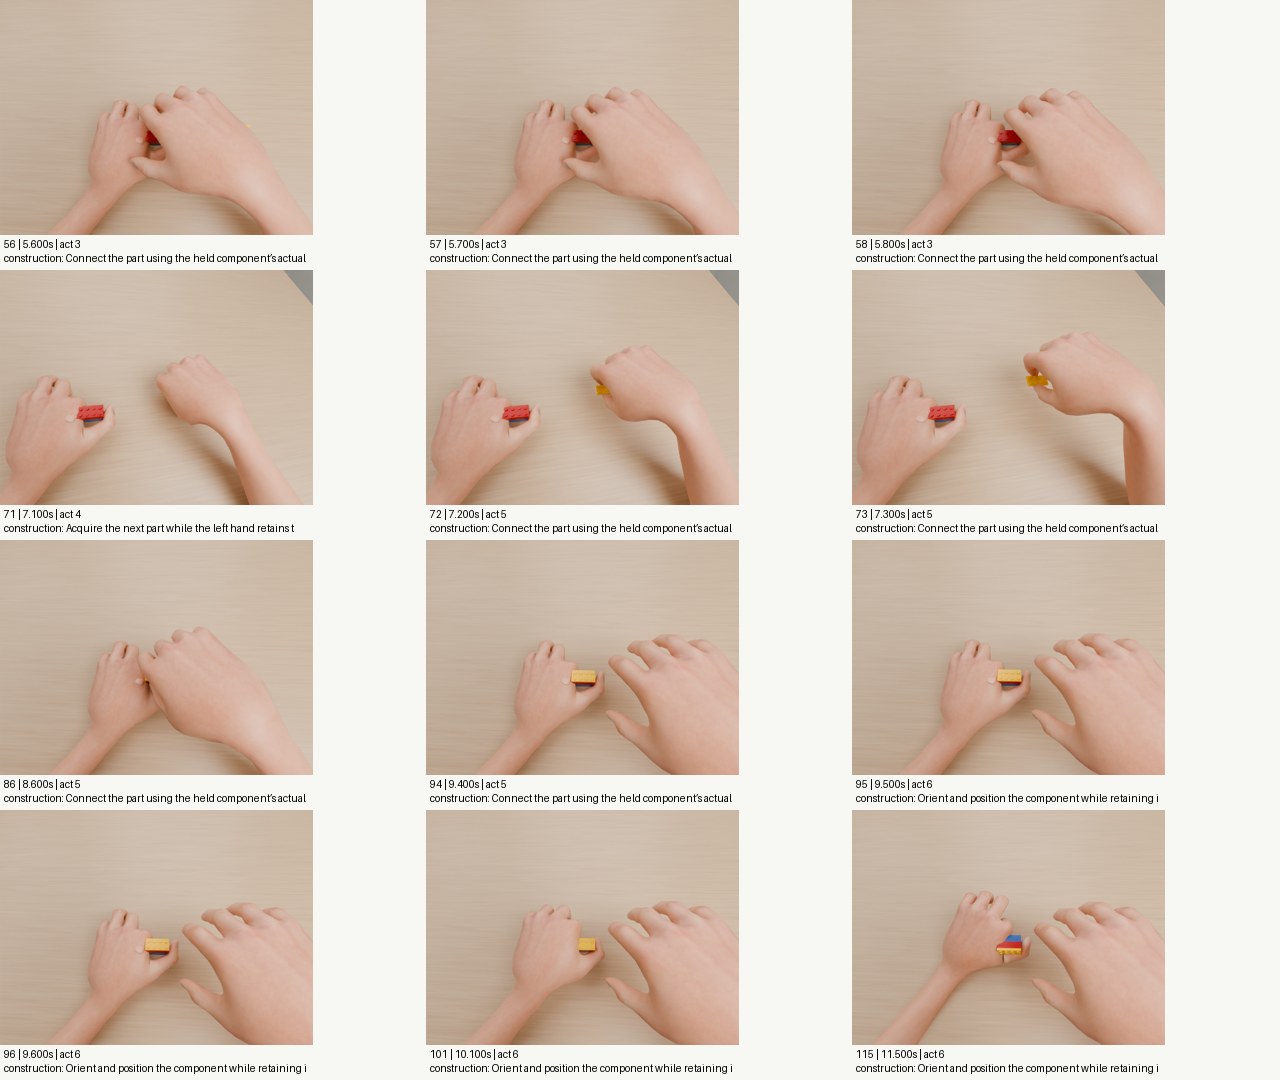 56 | 5.600s | act 3
construction: Connect the part using the held component's actual
57 | 5.700s | act 3
construction: Connect the part using the held component's actual
58 | 5.800s | act 3
construction: Connect the part using the held component's actual
71 | 7.100s | act 4
construction: Acquire the next part while the left hand retains t
72 | 7.200s | act 5
construction: Connect the part using the held component's actual
73 | 7.300s | act 5
construction: Connect the part using the held component's actual
86 | 8.600s | act 5
construction: Connect the part using the held component's actual
94 | 9.400s | act 5
construction: Connect the part using the held component's actual
95 | 9.500s | act 6
construction: Orient and position the component while retaining i
96 | 9.600s | act 6
construction: Orient and position the component while retaining i
101 | 10.100s | act 6
construction: Orient and position the component while retaining i
115 | 11.500s | act 6
construction: Orient and position the component while retaining i